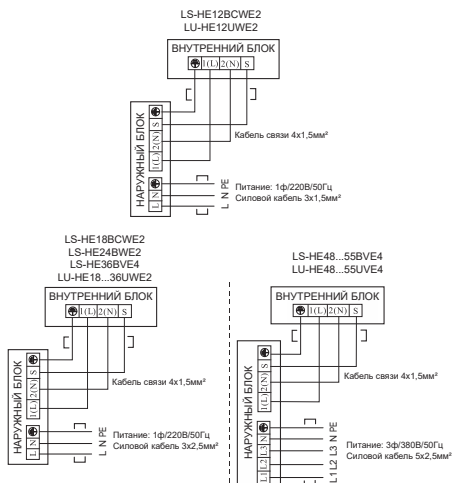 LS-HE12BCWE2
LU-HE12UWE2
ВНУТРЕННИЙ БЛОК
1(L) 2(N) S
НАРУЖНЫЙ БЛОК
1(L) 2(N) S
Кабель связи 4х1,5мм²
L N
L N PE
Питание: 1ф/220В/50Гц
Силовой кабель 3х1,5мм²
LS-HE18BCWE2
LS-HE24BWE2
LS-HE36BVE4
LU-HE18...36UWE2
ВНУТРЕННИЙ БЛОК
1(L) 2(N) S
НАРУЖНЫЙ БЛОК
1(L) 2(N) S
Кабель связи 4х1,5мм²
L N
L N PE
Питание: 1ф/220В/50Гц
Силовой кабель 3х2,5мм²
LS-HE48...55BVE4
LU-HE48...55UVE4
ВНУТРЕННИЙ БЛОК
1(L) 2(N) S
НАРУЖНЫЙ БЛОК
1(L) 2(N) S
Кабель связи 4х1,5мм²
L1 L2 L3 N
L1 L2 L3 N PE
Питание: 3ф/380В/50Гц
Силовой кабель 5х2,5мм²